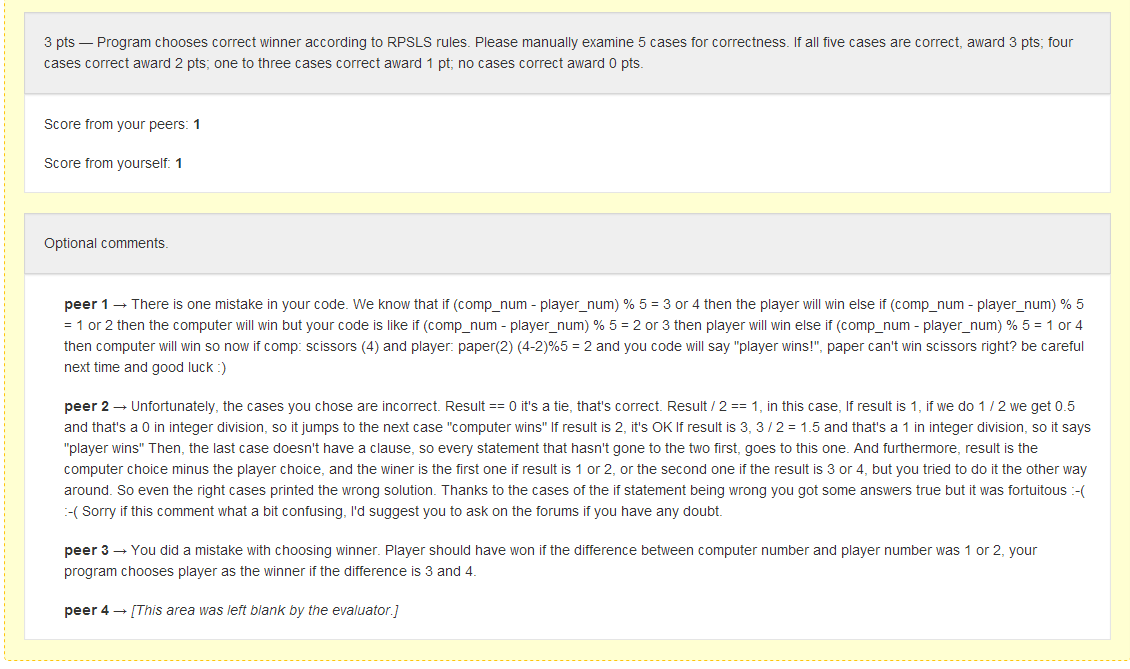 3 pts — Program chooses correct winner according to RPSLS rules. Please manually examine 5 cases for correctness. If all five cases are correct, award 3 pts; four
cases correct award 2 pts; one to three cases correct award 1 pt; no cases correct award 0 pts.
Score from your peers: 1
Score from yourself: 1
Optional comments.
peer 1 → There is one mistake in your code. We know that if (comp_num - player_num) % 5 = 3 or 4 then the player will win else if (comp_num - player_num) % 5
= 1 or 2 then the computer will win but your code is like if (comp_num - player_num) % 5 = 2 or 3 then player will win else if (comp_num - player_num) % 5 = 1 or 4
then computer will win so now if comp: scissors (4) and player: paper(2) (4-2)%5 = 2 and you code will say "player wins!", paper can't win scissors right? be careful
next time and good luck :)
peer 2 → Unfortunately, the cases you chose are incorrect. Result == 0 it's a tie, that's correct. Result / 2 == 1, in this case, If result is 1, if we do 1 / 2 we get 0.5
and that's a 0 in integer division, so it jumps to the next case "computer wins" If result is 2, it's OK If result is 3, 3 / 2 = 1.5 and that's a 1 in integer division, so it says
"player wins" Then, the last case doesn't have a clause, so every statement that hasn't gone to the two first, goes to this one. And furthermore, result is the
computer choice minus the player choice, and the winer is the first one if result is 1 or 2, or the second one if the result is 3 or 4, but you tried to do it the other way
around. So even the right cases printed the wrong solution. Thanks to the cases of the if statement being wrong you got some answers true but it was fortuitous :-(
:-( Sorry if this comment what a bit confusing, I'd suggest you to ask on the forums if you have any doubt.
peer 3 → You did a mistake with choosing winner. Player should have won if the difference between computer number and player number was 1 or 2, your
program chooses player as the winner if the difference is 3 and 4.
peer 4 → [This area was left blank by the evaluator.]